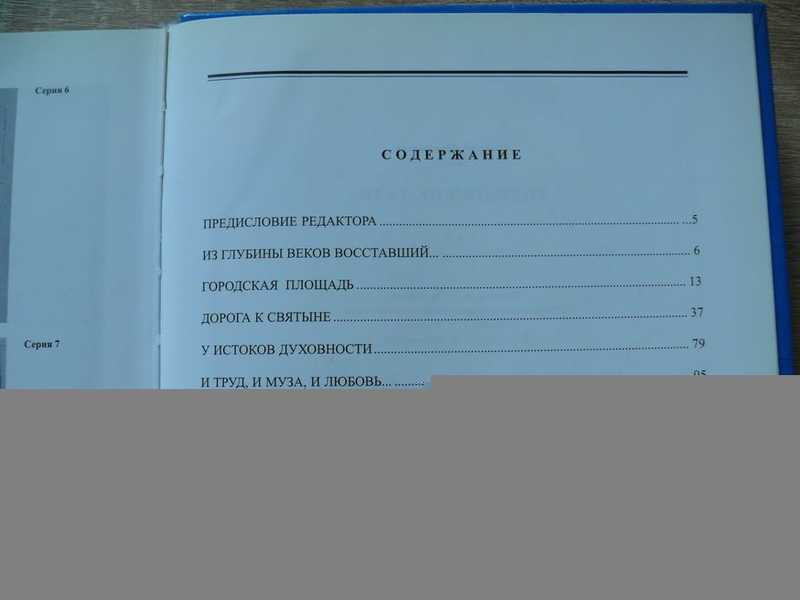 Серия 6
Серия 7
СОДЕРЖАНИЕ
ПРЕДИСЛОВИЕ РЕДАКТОРА ... 5
ИЗ ГЛУБИНЫ ВЕКОВ ВОССТАВШИЙ... ... 6
ГОРОДСКАЯ ПЛОЩАДЬ ... 13
ДОРОГА К СВЯТЫНЕ ... 37
У ИСТОКОВ ДУХОВНОСТИ ... 79
И ТРУД, И МУЗА, И ЛЮБОВЬ... ...